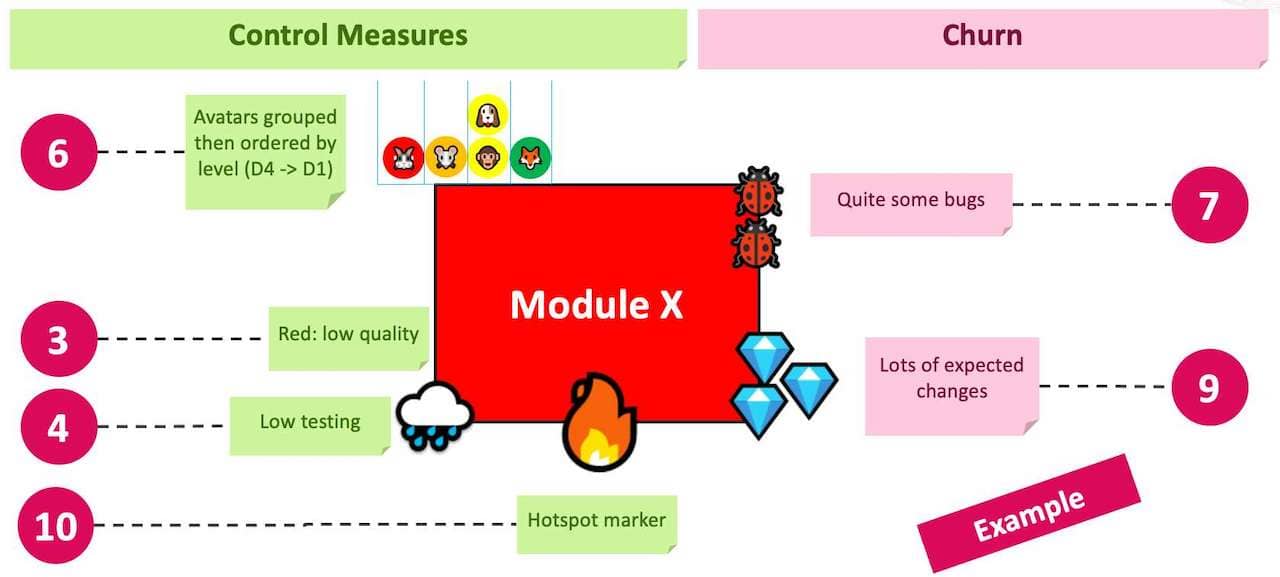 Control Measures
Churn
6
Avatars grouped
then ordered by
level (D4 -> D1)
Quite some bugs
7
Module X
3
Red: low quality
Lots of expected
changes
9
4
Low testing
10
Hotspot marker
Example